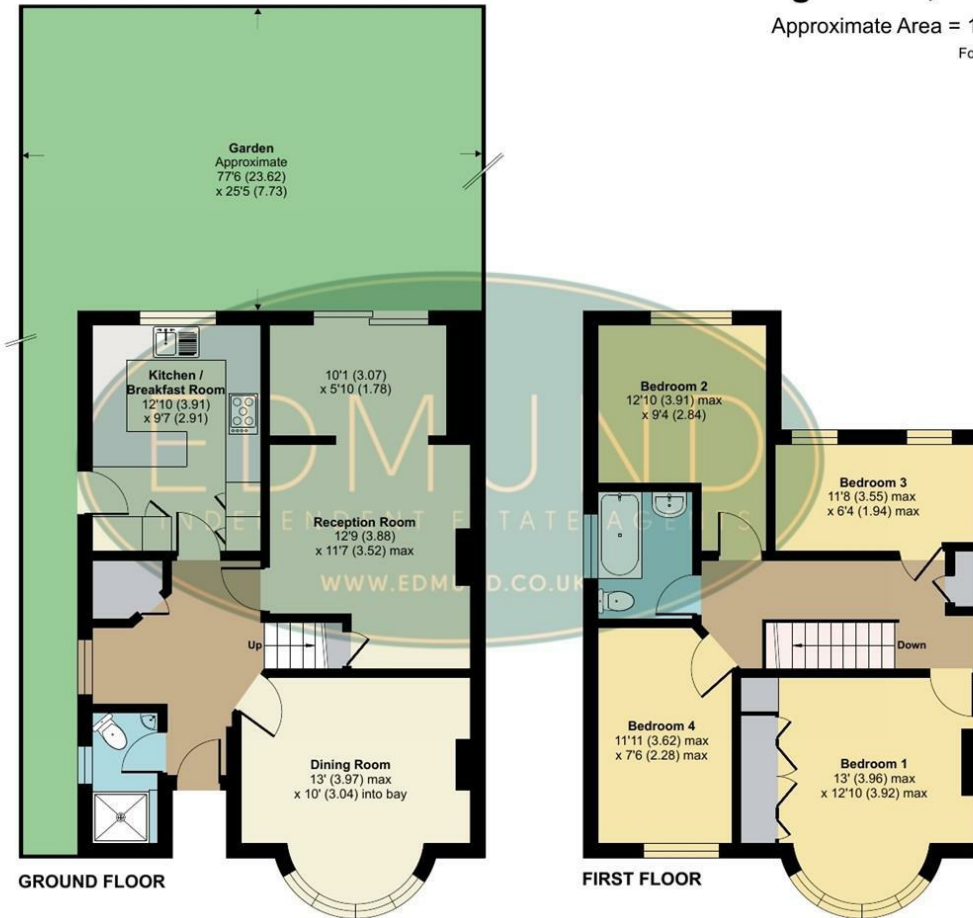 Approximate Area = 1
Garden
Approximate
77'6 (23.62)
x 25'5 (7.73)
Kitchen /
Breakfast Room
12'10 (3.91)
x 9'7 (2.91)
10'1 (3.07)
x 5'10 (1.78)
Reception Room
12'9 (3.88)
x 11'7 (3.52) max
Up
Dining Room
13' (3.97) max
x 10' (3.04) into bay
GROUND FLOOR
Bedroom 2
12'10 (3.91) max
x 9'4 (2.84)
Bedroom 3
11'8 (3.55) max
x 6'4 (1.94) max
Down
Bedroom 4
11'11 (3.62) max
x 7'6 (2.28) max
Bedroom 1
13' (3.96) max
x 12'10 (3.92) max
FIRST FLOOR
EDMUND
INDEPENDENT ESTATE AGENTS
WWW.EDMUND.CO.UK